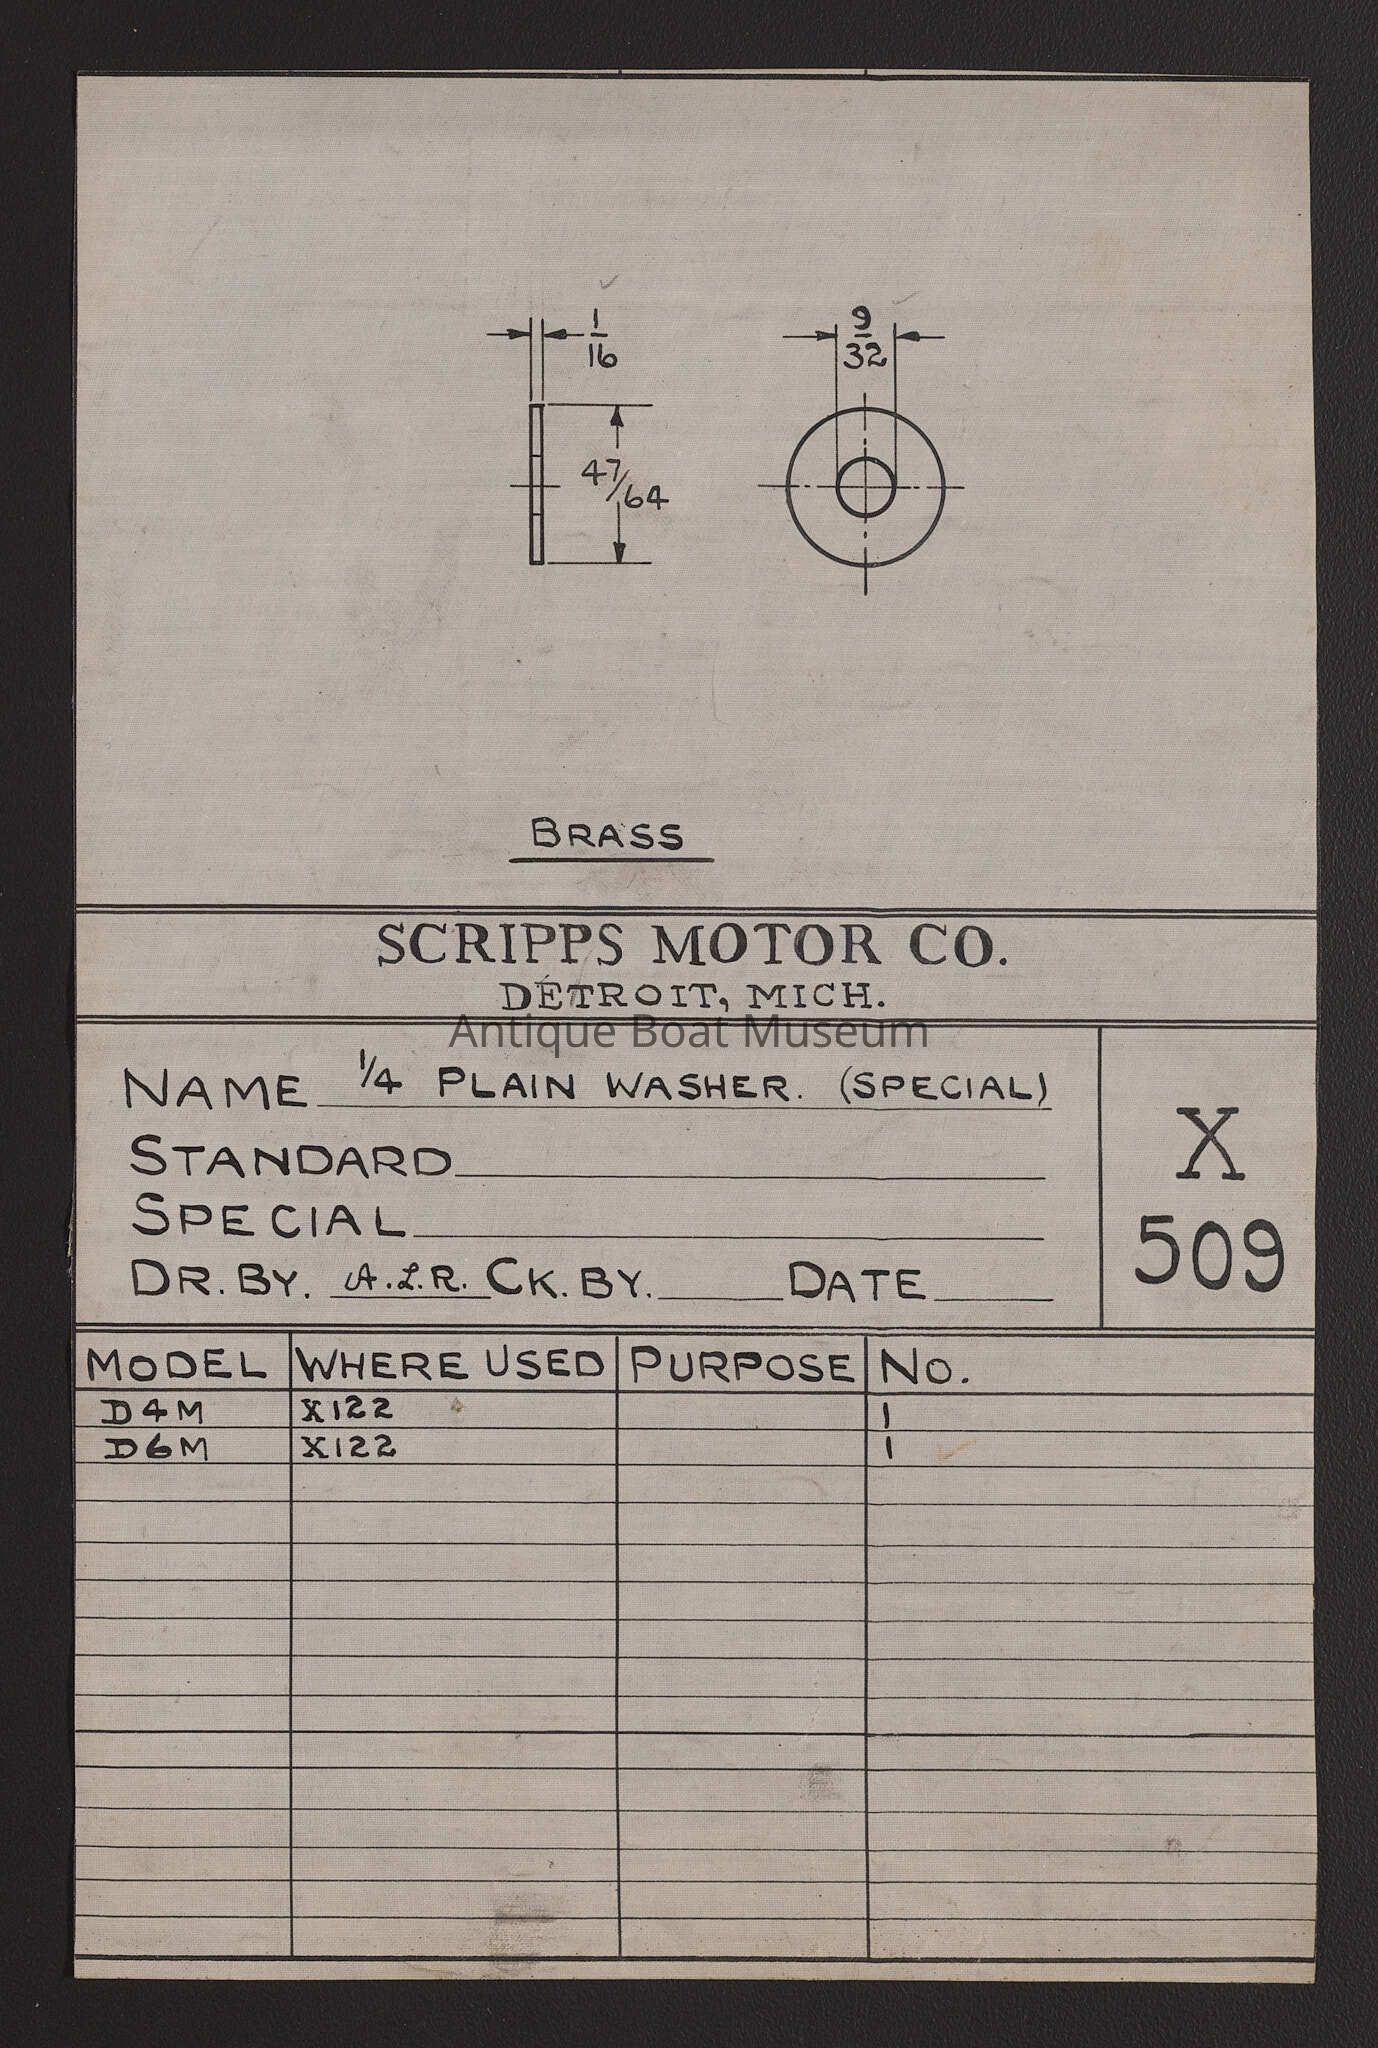 1/16
9/32
47/64
BRASS
SCRIPPS MOTOR CO.
DETROIT, MICH.
Antique Boat Museum
NAME 1/4 PLAIN WASHER. (SPECIAL)
STANDARD
SPECIAL
DR. BY. A.L.R. CK. BY. DATE
X
509
MODEL WHERE USED PURPOSE NO.
D4M X122 1
D6M X122 1